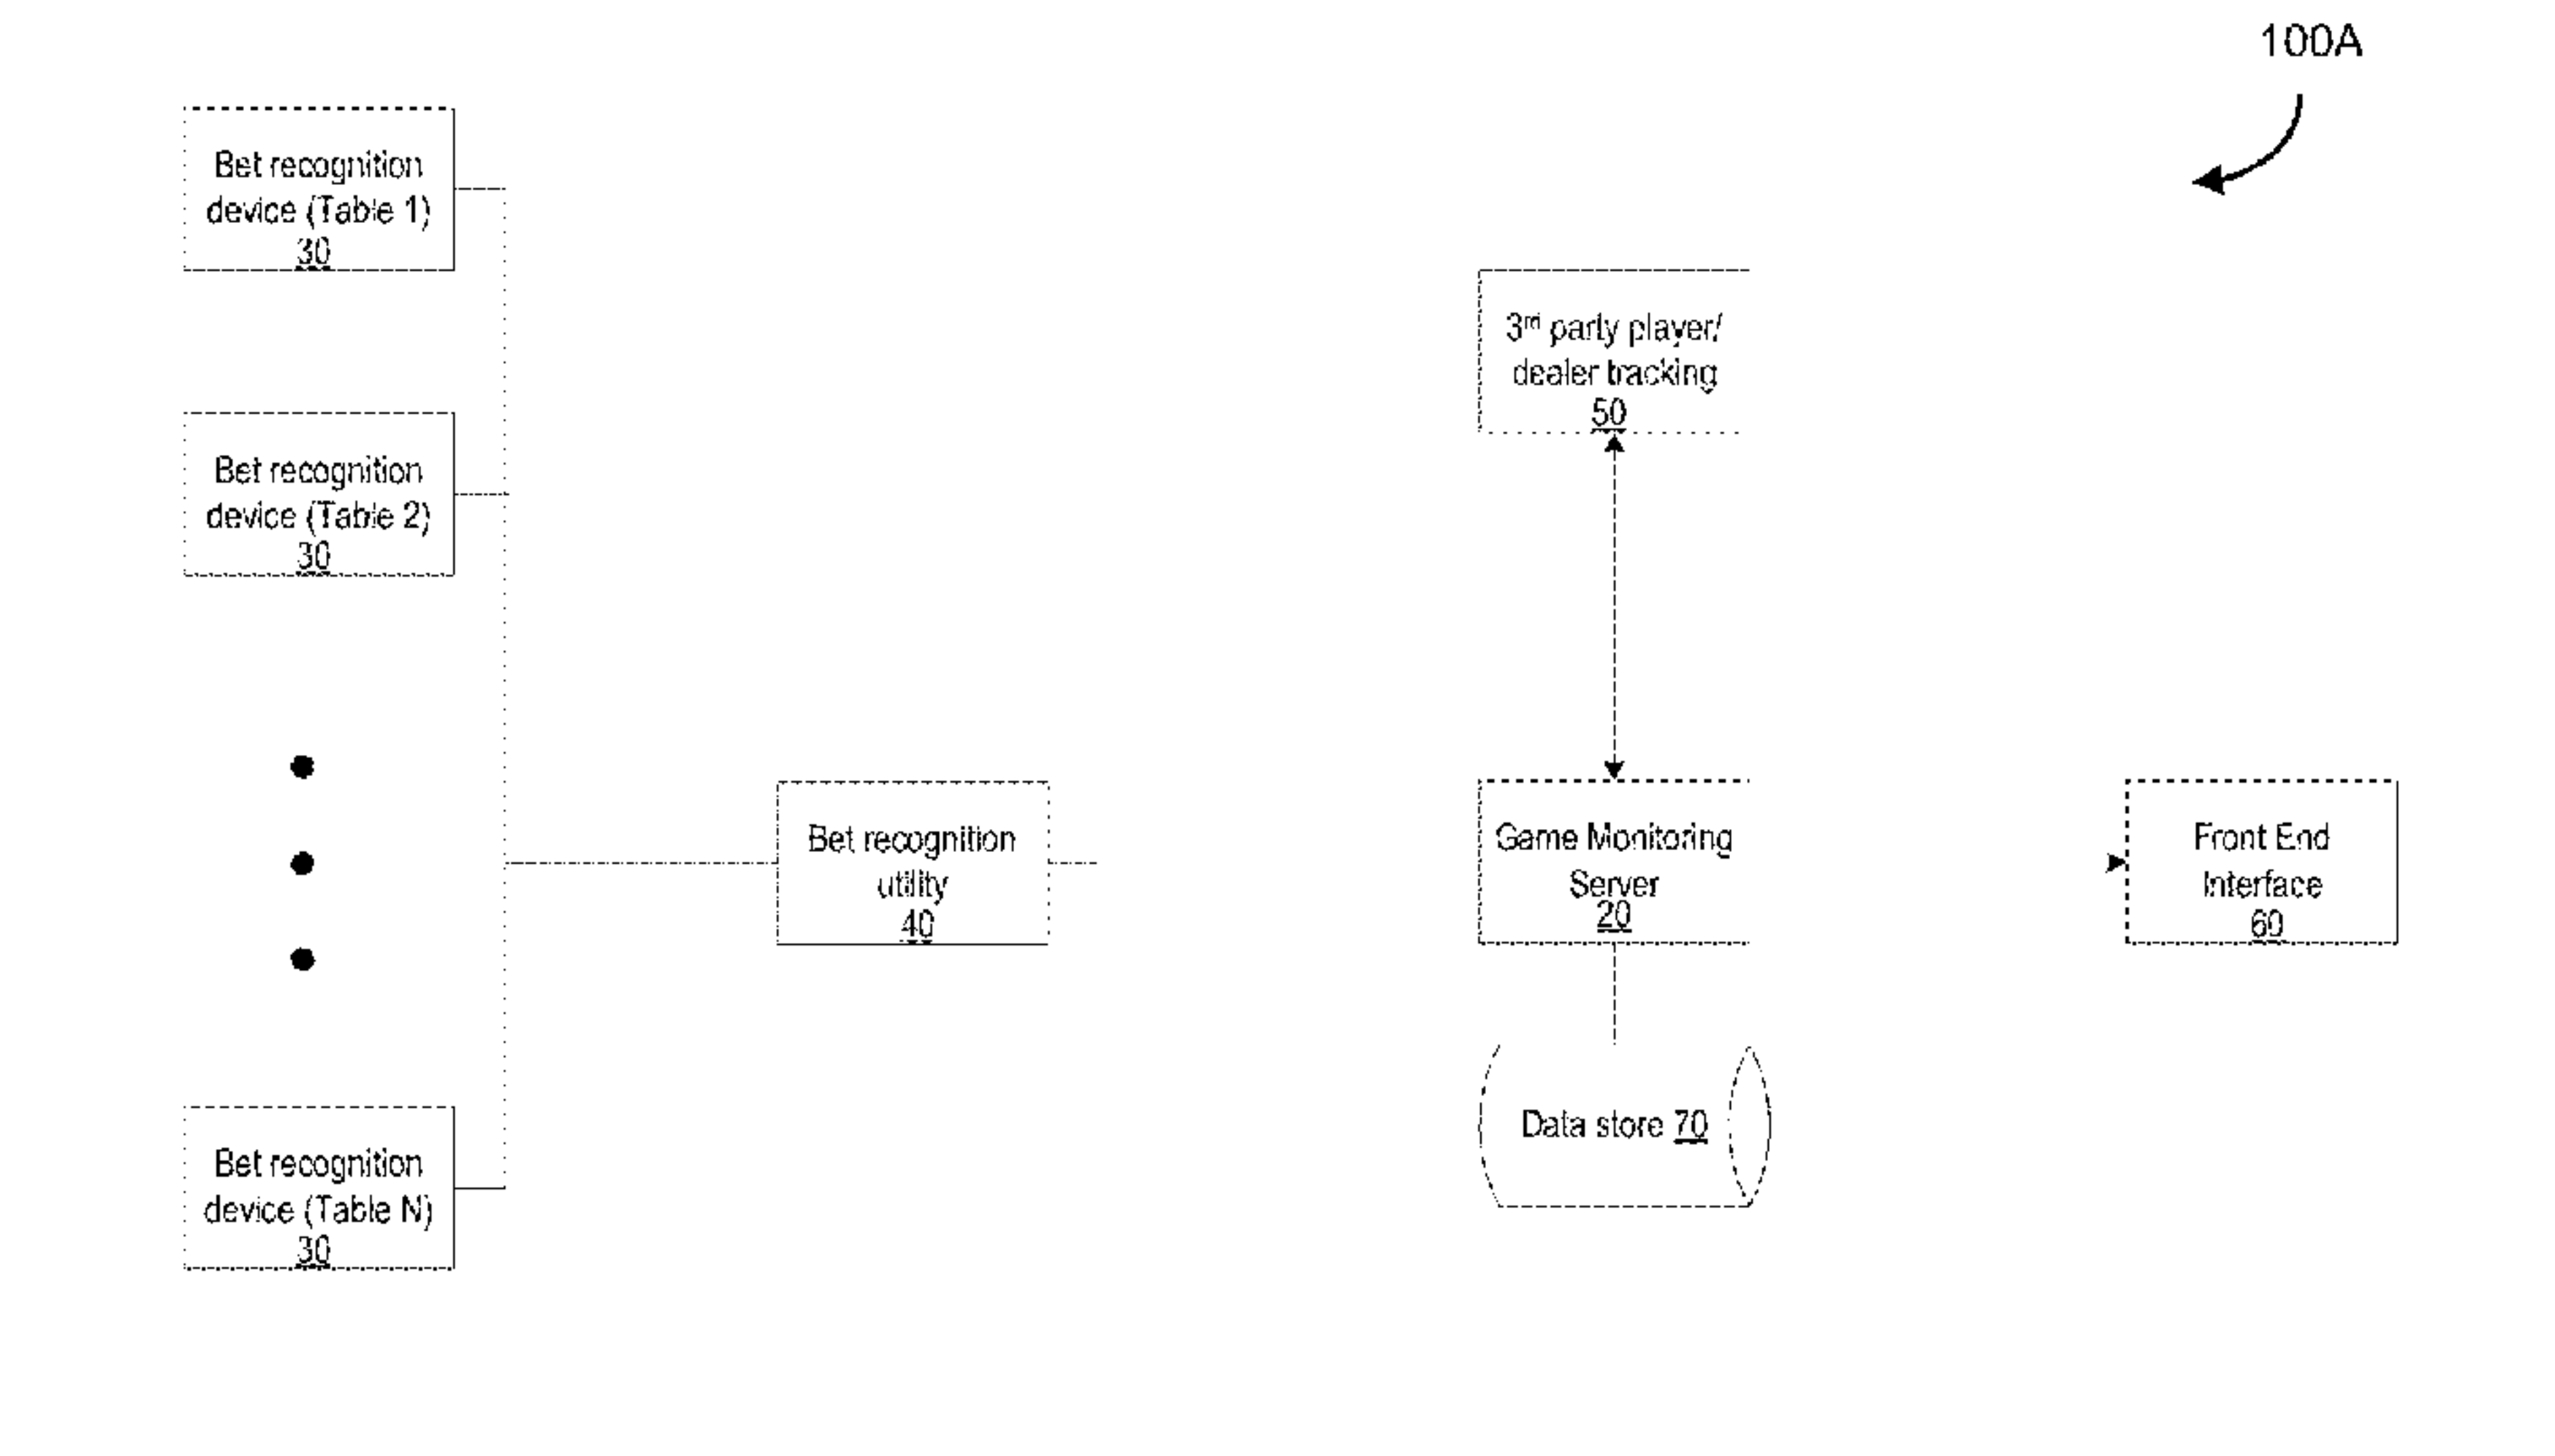 100A
Bet recognition
device (Table 1)
30
Bet recognition
device (Table 2)
30
Bet recognition
device (Table N)
30
Bet recognition
utility
40
3rd party player/
dealer tracking
50
Game Monitoring
Server
20
Data store 70
Front End
Interface
60